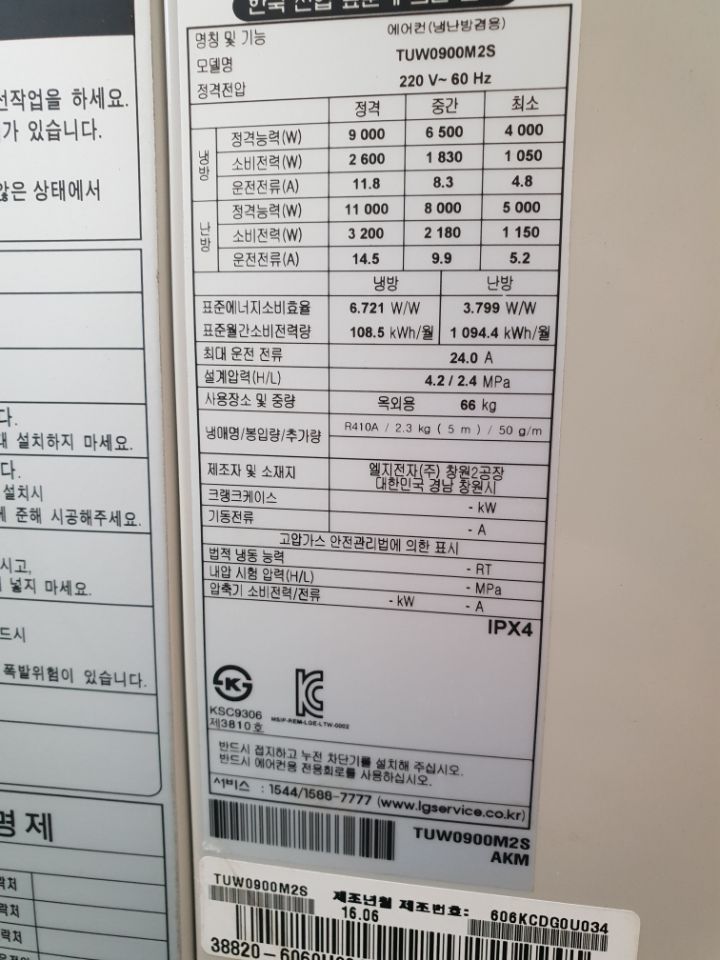 선작업을 하세요.
가 있습니다.
않은 상태에서
다.
대 설치하지 마세요.
다.
설치시
에 준해 시공해주세요.
시고,
넣지 마세요.
드시
폭발위험이 있습니다.
명 제
락처
락처
락처
한국
명칭 및 기능 에어컨(냉난방겸용)
모델명 TUW0900M2S
정격전압 220 V~ 60 Hz
정격 중간 최소
냉방
정격능력(W) 9 000 6 500 4 000
소비전력(W) 2 600 1 830 1 050
운전전류(A) 11.8 8.3 4.8
난방
정격능력(W) 11 000 8 000 5 000
소비전력(W) 3 200 2 180 1 150
운전전류(A) 14.5 9.9 5.2
냉방 난방
표준에너지소비효율 6.721 W/W 3.799 W/W
표준월간소비전력량 108.5 kWh/월 1 094.4 kWh/월
최대 운전 전류 24.0 A
설계압력(H/L) 4.2 / 2.4 MPa
사용장소 및 중량 옥외용 66 kg
냉매명/봉입량/추가량 R410A / 2.3 kg ( 5 m ) / 50 g/m
제조자 및 소재지 엘지전자(주) 창원2공장
대한민국 경남 창원시
크랭크케이스 - kW
기동전류 - A
고압가스 안전관리법에 의한 표시
법적 냉동 능력 - RT
내압 시험 압력(H/L) - MPa
압축기 소비전력/전류 - kW - A
IPX4
KSC9306
제3810호
MSIP-REM-LGE-LTW-0002
반드시 접지하고 누전 차단기를 설치해 주십시오.
반드시 에어컨용 전용회로를 사용하십시오.
서비스 : 1544/1588-7777 (www.lgservice.co.kr)
TUW0900M2S
AKM
TUW0900M2S
제조년월 제조번호: 606KCDG0U034
16.06